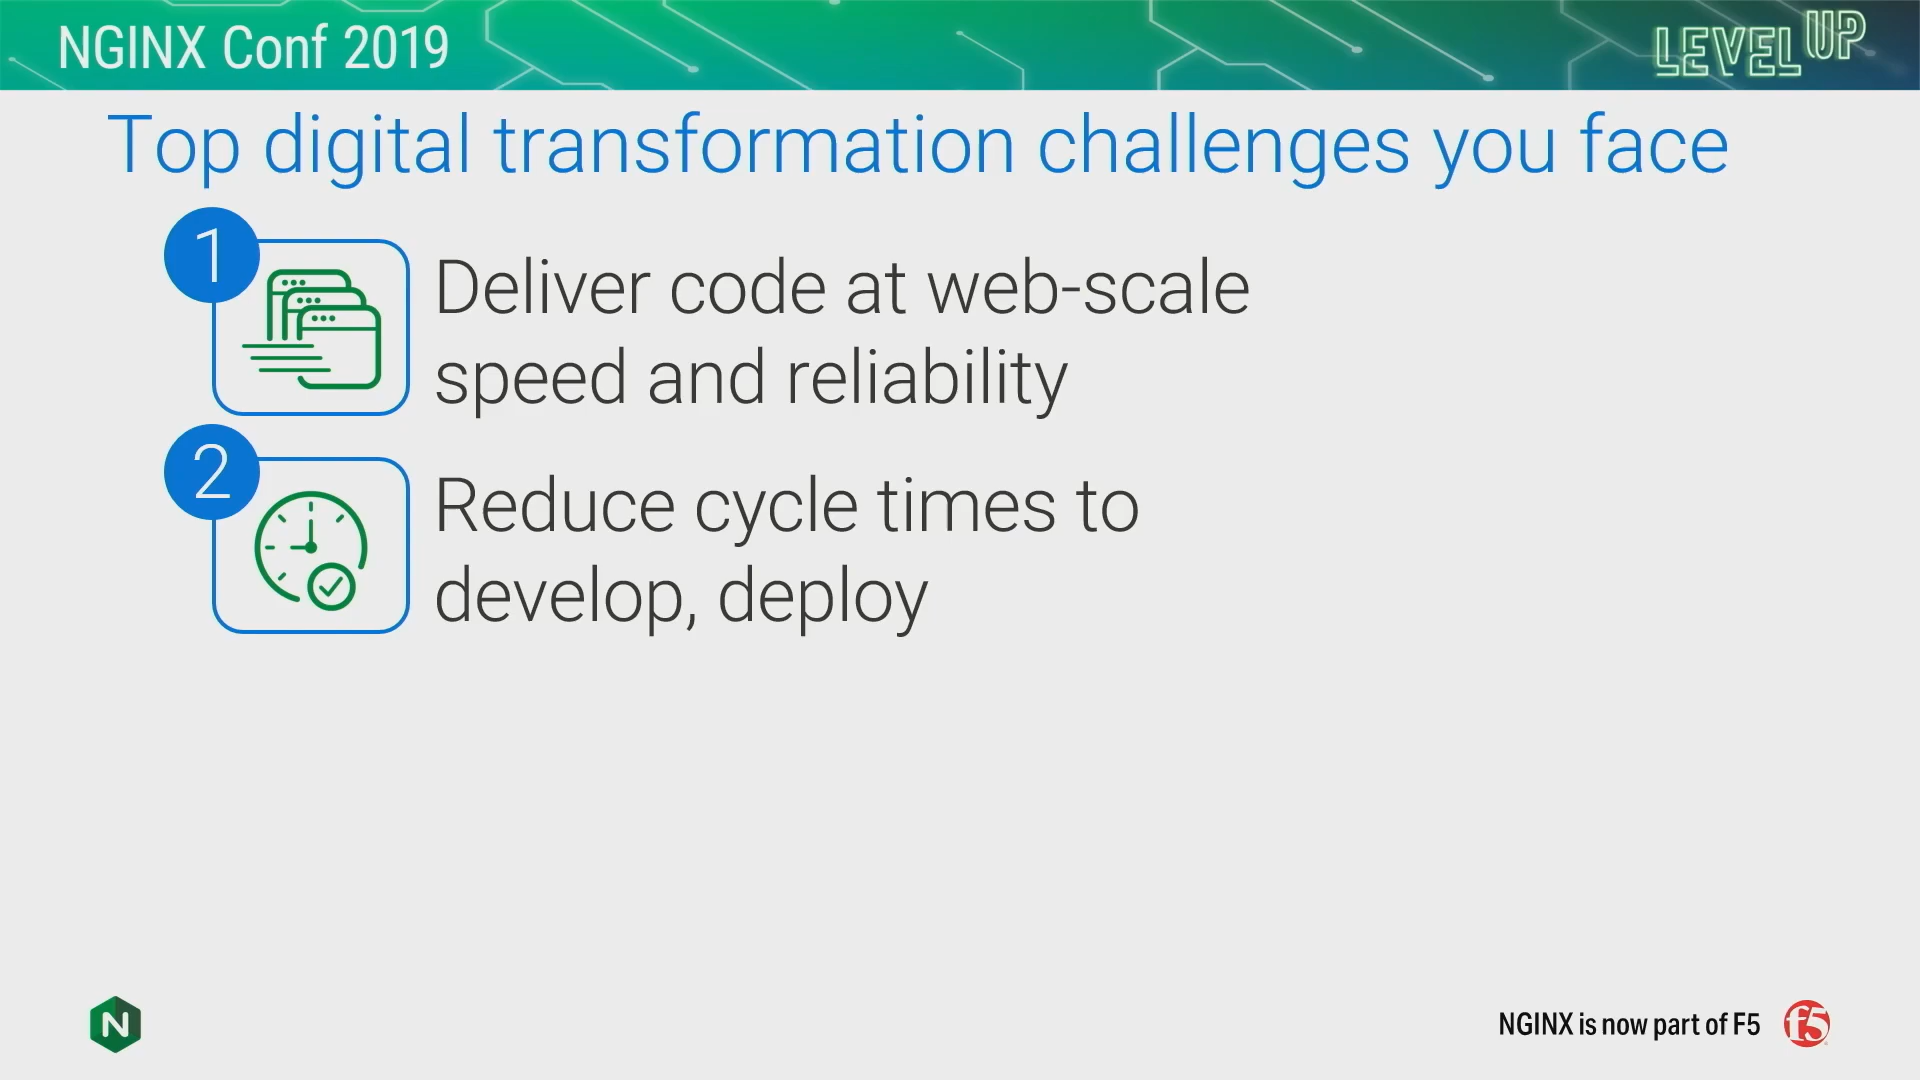 NGINX Conf 2019
LEVEL UP
Top digital transformation challenges you face
1
Deliver code at web-scale
speed and reliability
2
Reduce cycle times to
develop, deploy
N
NGINX is now part of F5
f5